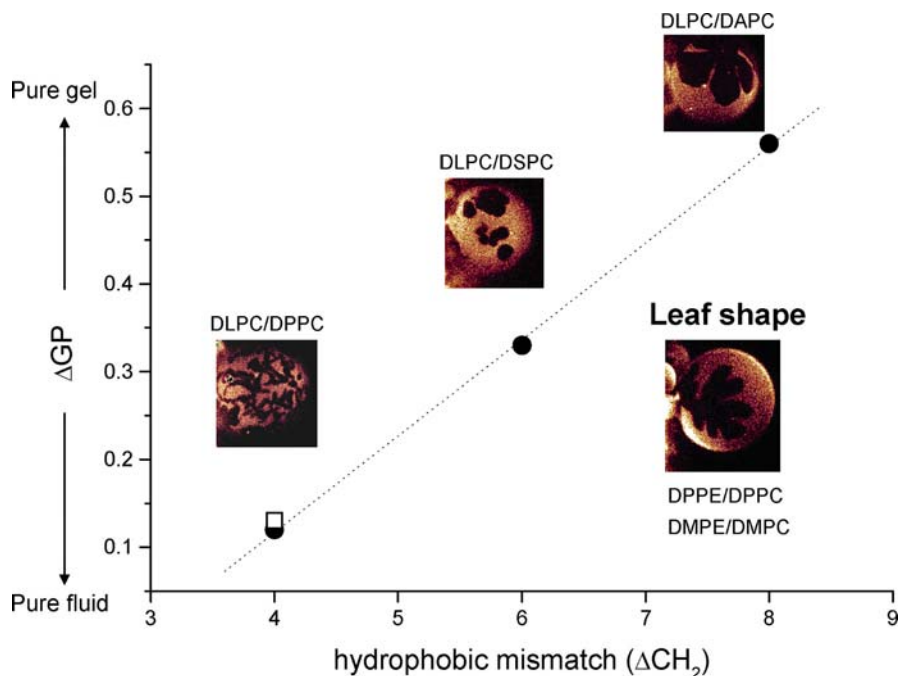 DLPC/DAPC
Pure gel
0.6
DLPC/DSPC
0.5
0.4
DLPC/DPPC
Leaf shape
ΔGP
0.3
0.2
DPPE/DPPC
DMPE/DMPC
0.1
Pure fluid
3 4 5 6 7 8 9
hydrophobic mismatch (ΔCH₂)